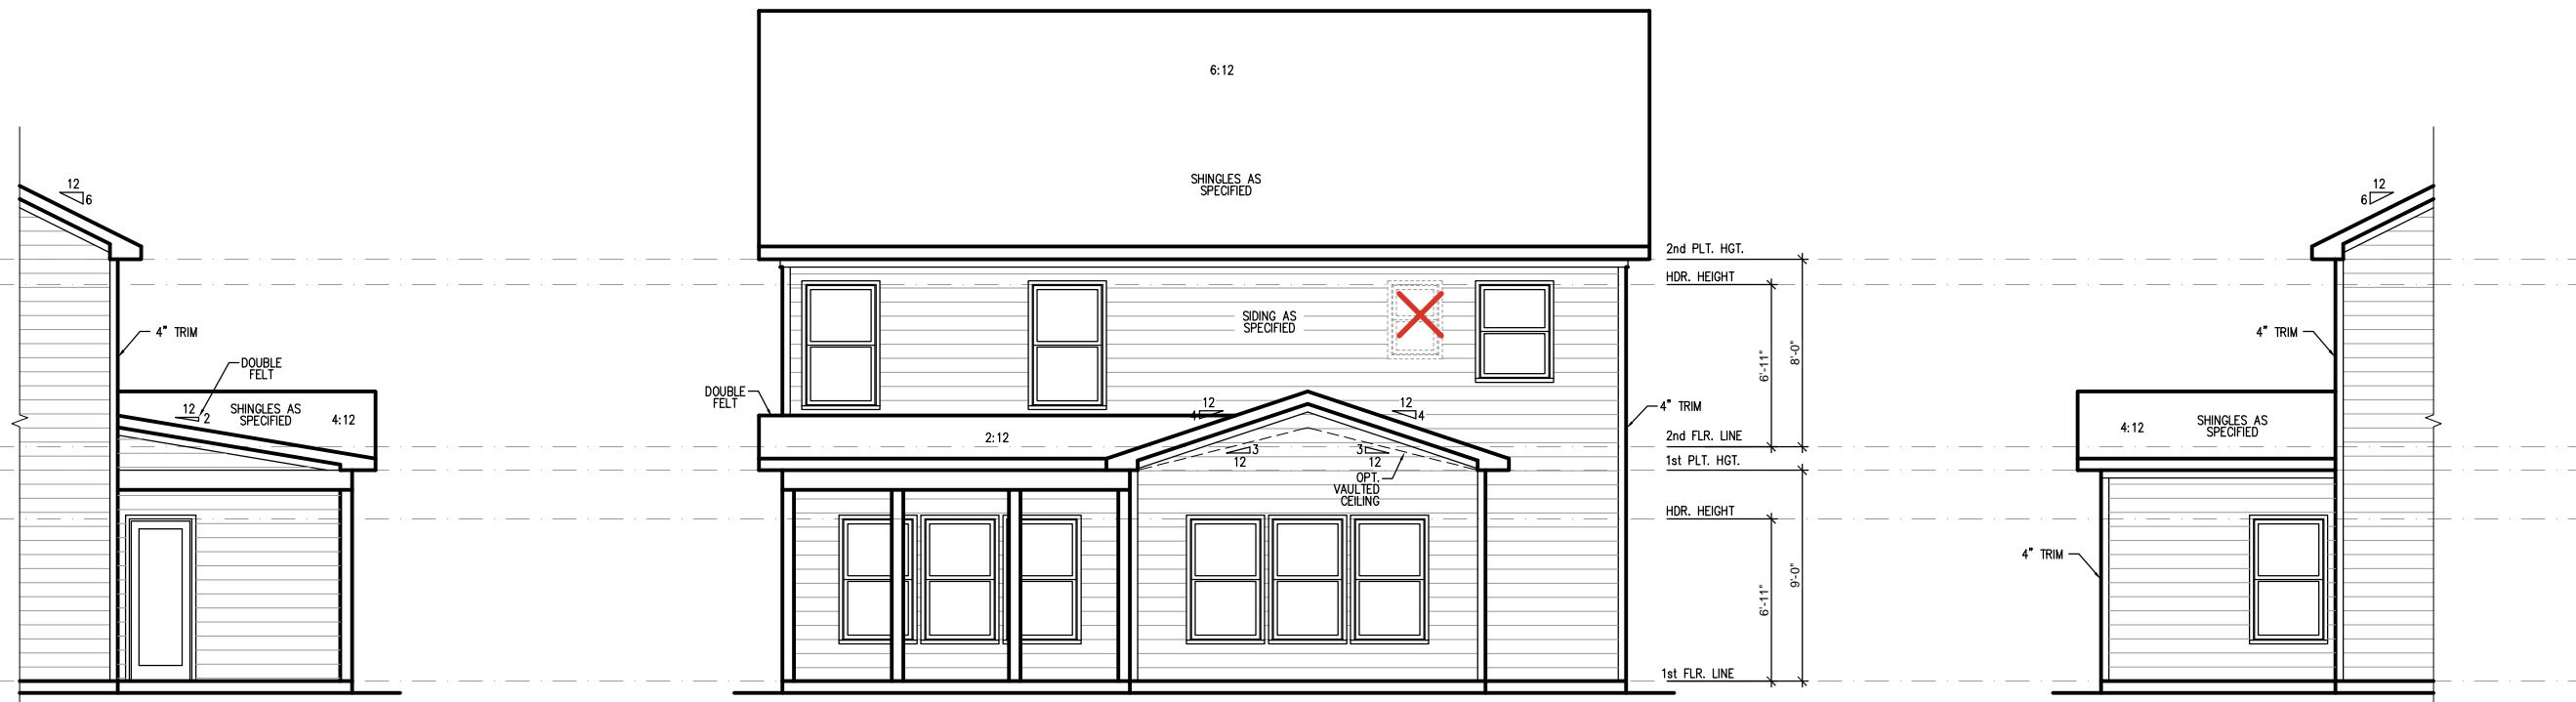 12
6
4" TRIM
DOUBLE
FELT
12
2
SHINGLES AS
SPECIFIED
4:12
6:12
SHINGLES AS
SPECIFIED
SIDING AS
SPECIFIED
DOUBLE
FELT
2:12
12
4
12
4
3
12
3
12
OPT.
VAULTED
CEILING
4" TRIM
2nd PLT. HGT.
HDR. HEIGHT
6'-11"
8'-0"
2nd FLR. LINE
1st PLT. HGT.
HDR. HEIGHT
6'-11"
9'-0"
1st FLR. LINE
12
6
4" TRIM
4:12
SHINGLES AS
SPECIFIED
4" TRIM